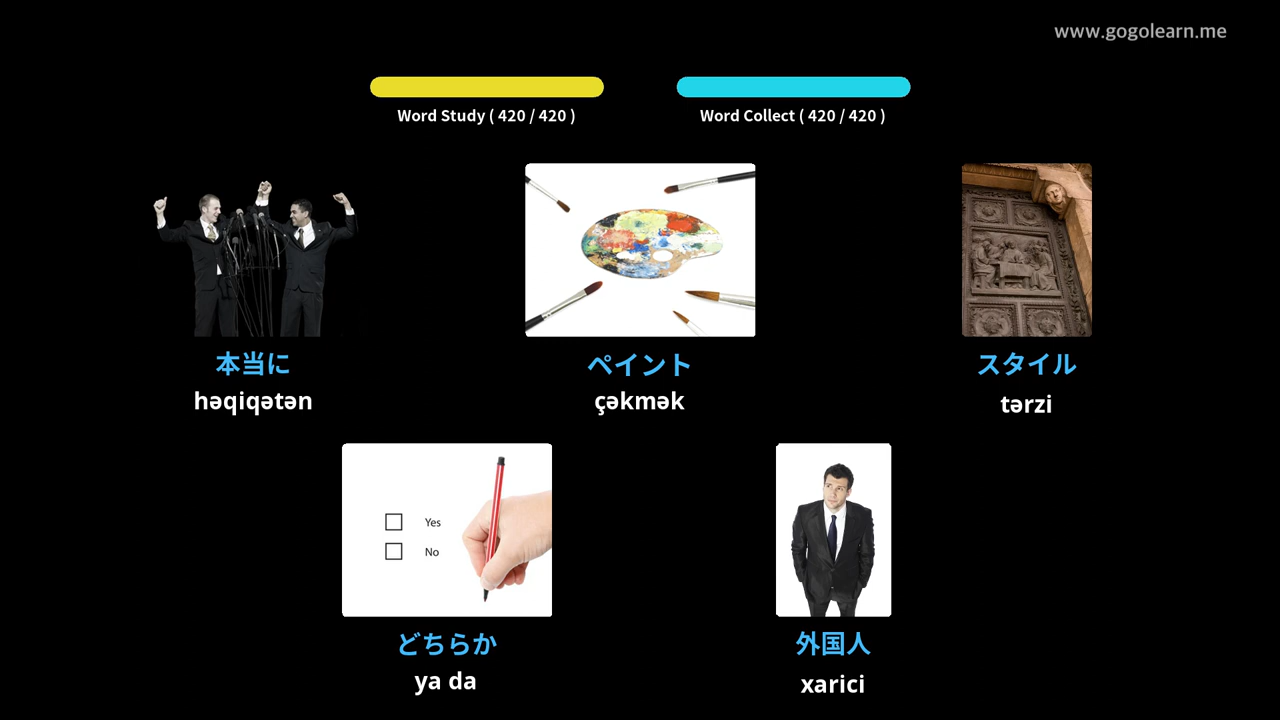 www.gogolearn.me
Word Study ( 420 / 420 )
Word Collect ( 420 / 420 )
本当に
həqiqətən
ペイント
çəkmək
スタイル
tərzi
Yes
No
どちらか
ya da
外国人
xarici